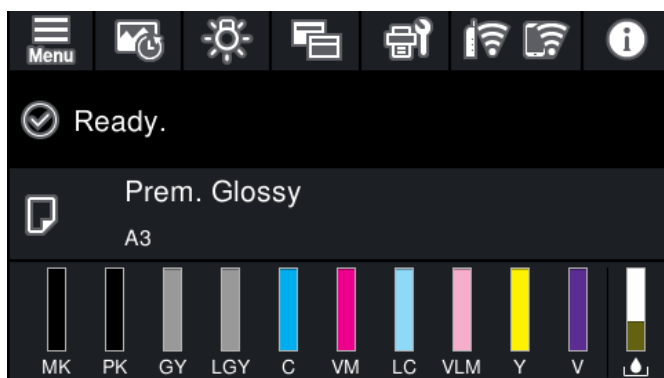 Menu
Ready.
Prem. Glossy
A3
MK PK GY LGY C VM LC VLM Y V